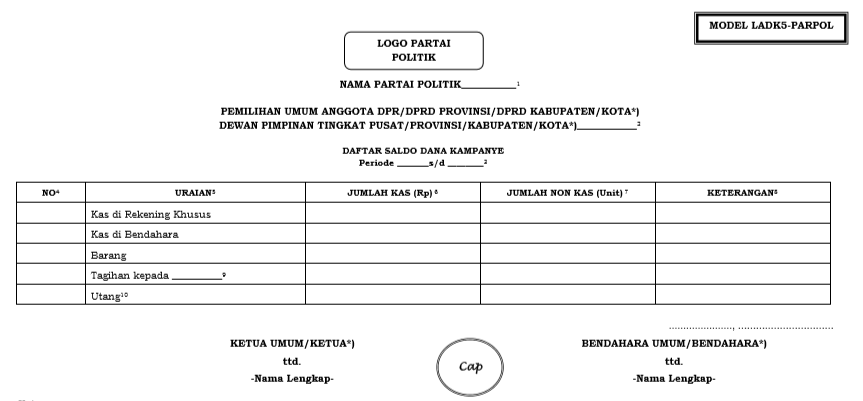 MODEL LADK5-PARPOL
LOGO PARTAI
POLITIK
NAMA PARTAI POLITIK__________¹
PEMILIHAN UMUM ANGGOTA DPR/DPRD PROVINSI/DPRD KABUPATEN/KOTA*)
DEWAN PIMPINAN TINGKAT PUSAT/PROVINSI/KABUPATEN/KOTA*)___________²
DAFTAR SALDO DANA KAMPANYE
Periode _______s/d ________³
NO⁴ URAIAN⁵ JUMLAH KAS (Rp) ⁶ JUMLAH NON KAS (Unit) ⁷ KETERANGAN⁸
Kas di Rekening Khusus
Kas di Bendahara
Barang
Tagihan kepada __________⁹
Utang¹⁰
......................, ................................
KETUA UMUM/KETUA*) BENDAHARA UMUM/BENDAHARA*)
ttd. Cap ttd.
-Nama Lengkap- -Nama Lengkap-